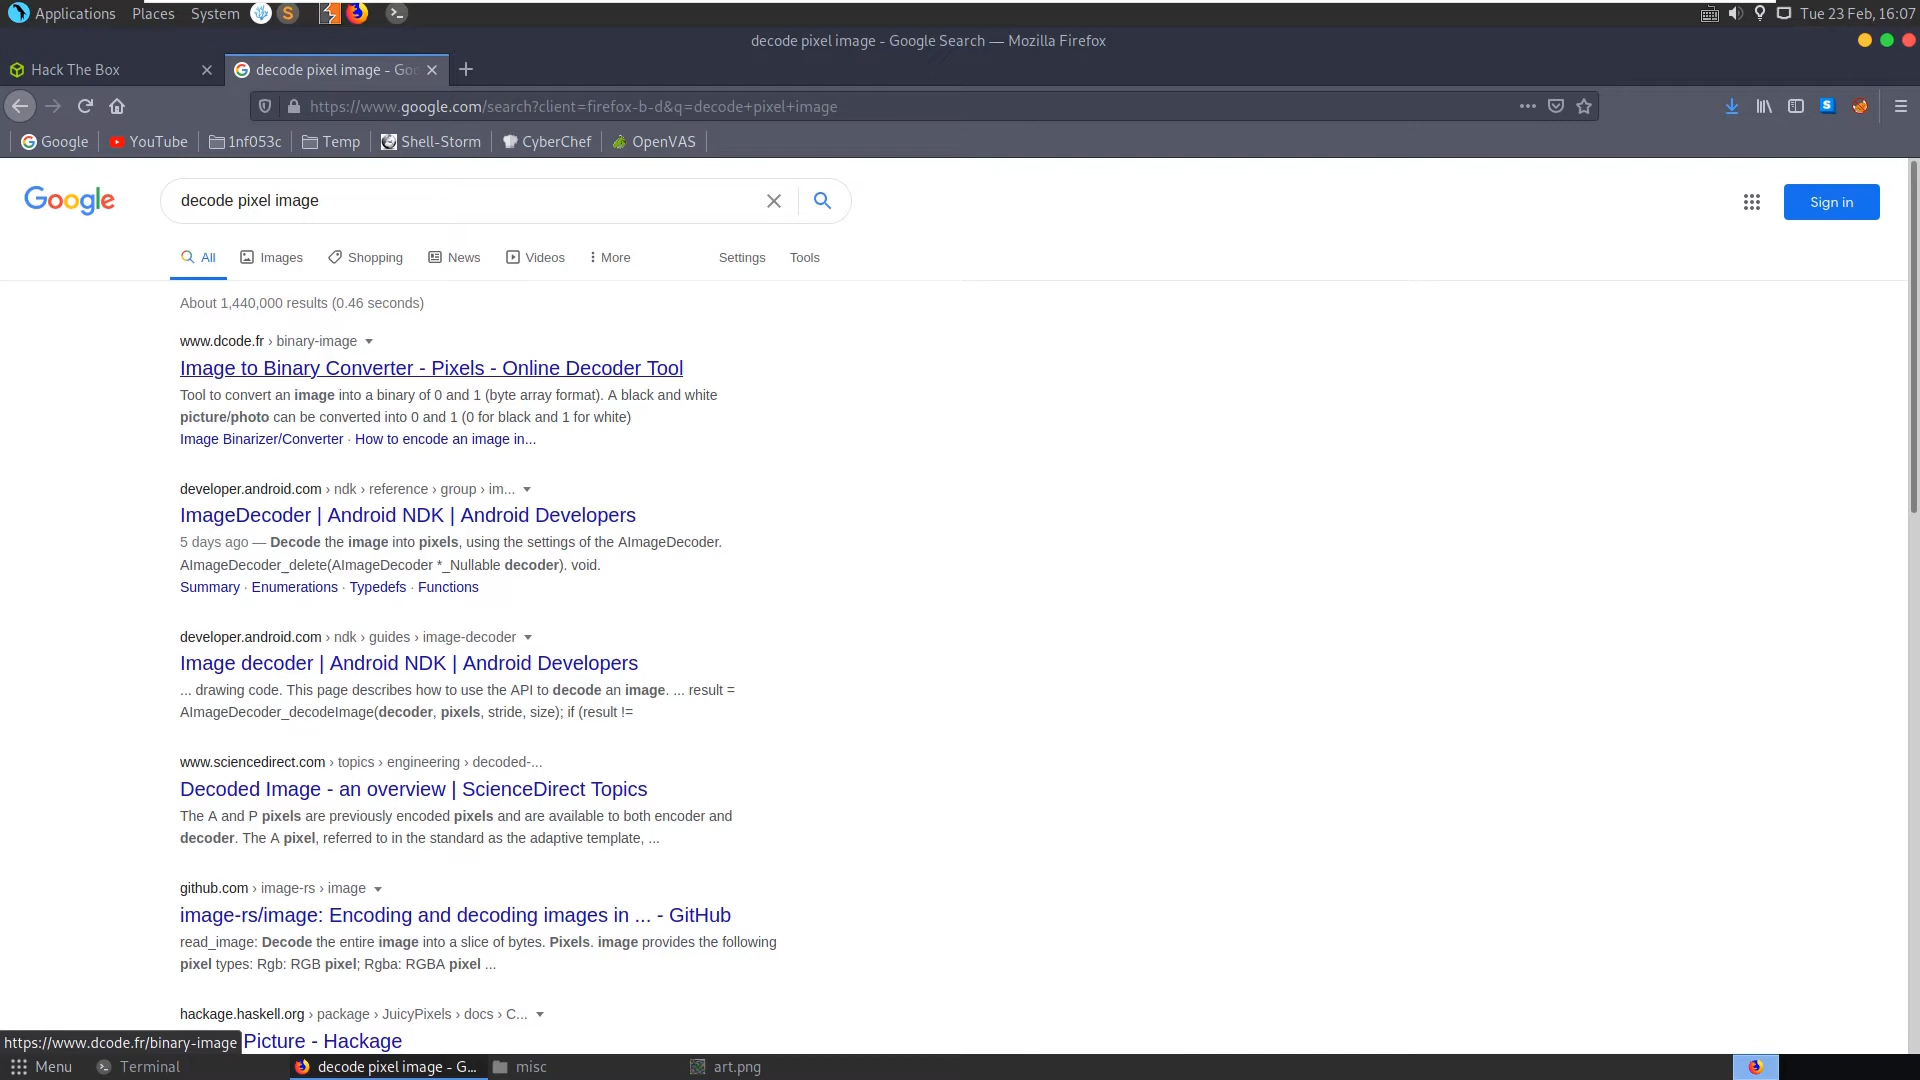 Applications Places System Tue 23 Feb, 16:07
decode pixel image - Google Search — Mozilla Firefox
Hack The Box decode pixel image - Goo
https://www.google.com/search?client=firefox-b-d&q=decode+pixel+image
Google YouTube 1nf053c Temp Shell-Storm CyberChef OpenVAS
Google decode pixel image Sign in
All Images Shopping News Videos More Settings Tools
About 1,440,000 results (0.46 seconds)
www.dcode.fr › binary-image
Image to Binary Converter - Pixels - Online Decoder Tool
Tool to convert an image into a binary of 0 and 1 (byte array format). A black and white
picture/photo can be converted into 0 and 1 (0 for black and 1 for white)
Image Binarizer/Converter · How to encode an image in...
developer.android.com › ndk › reference › group › im...
ImageDecoder | Android NDK | Android Developers
5 days ago — Decode the image into pixels, using the settings of the AImageDecoder.
AImageDecoder_delete(AImageDecoder *_Nullable decoder). void.
Summary · Enumerations · Typedefs · Functions
developer.android.com › ndk › guides › image-decoder
Image decoder | Android NDK | Android Developers
... drawing code. This page describes how to use the API to decode an image. ... result =
AImageDecoder_decodeImage(decoder, pixels, stride, size); if (result !=
www.sciencedirect.com › topics › engineering › decoded-...
Decoded Image - an overview | ScienceDirect Topics
The A and P pixels are previously encoded pixels and are available to both encoder and
decoder. The A pixel, referred to in the standard as the adaptive template, ...
github.com › image-rs › image
image-rs/image: Encoding and decoding images in ... - GitHub
read_image: Decode the entire image into a slice of bytes. Pixels. image provides the following
pixel types: Rgb: RGB pixel; Rgba: RGBA pixel ...
hackage.haskell.org › package › JuicyPixels › docs › C...
https://www.dcode.fr/binary-image Picture - Hackage
Menu Terminal decode pixel image - G... misc art.png